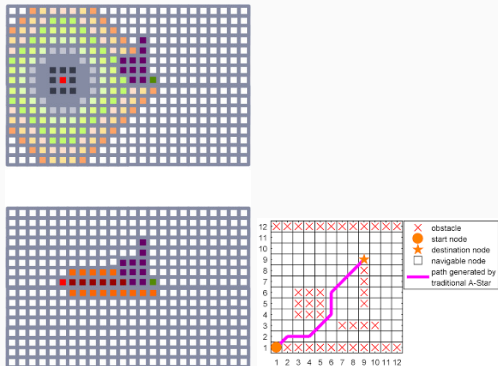 12
11
10
9
8
7
6
5
4
3
2
1
1 2 3 4 5 6 7 8 9 10 11 12
obstacle
start node
destination node
navigable node
path generated by
traditional A-Star